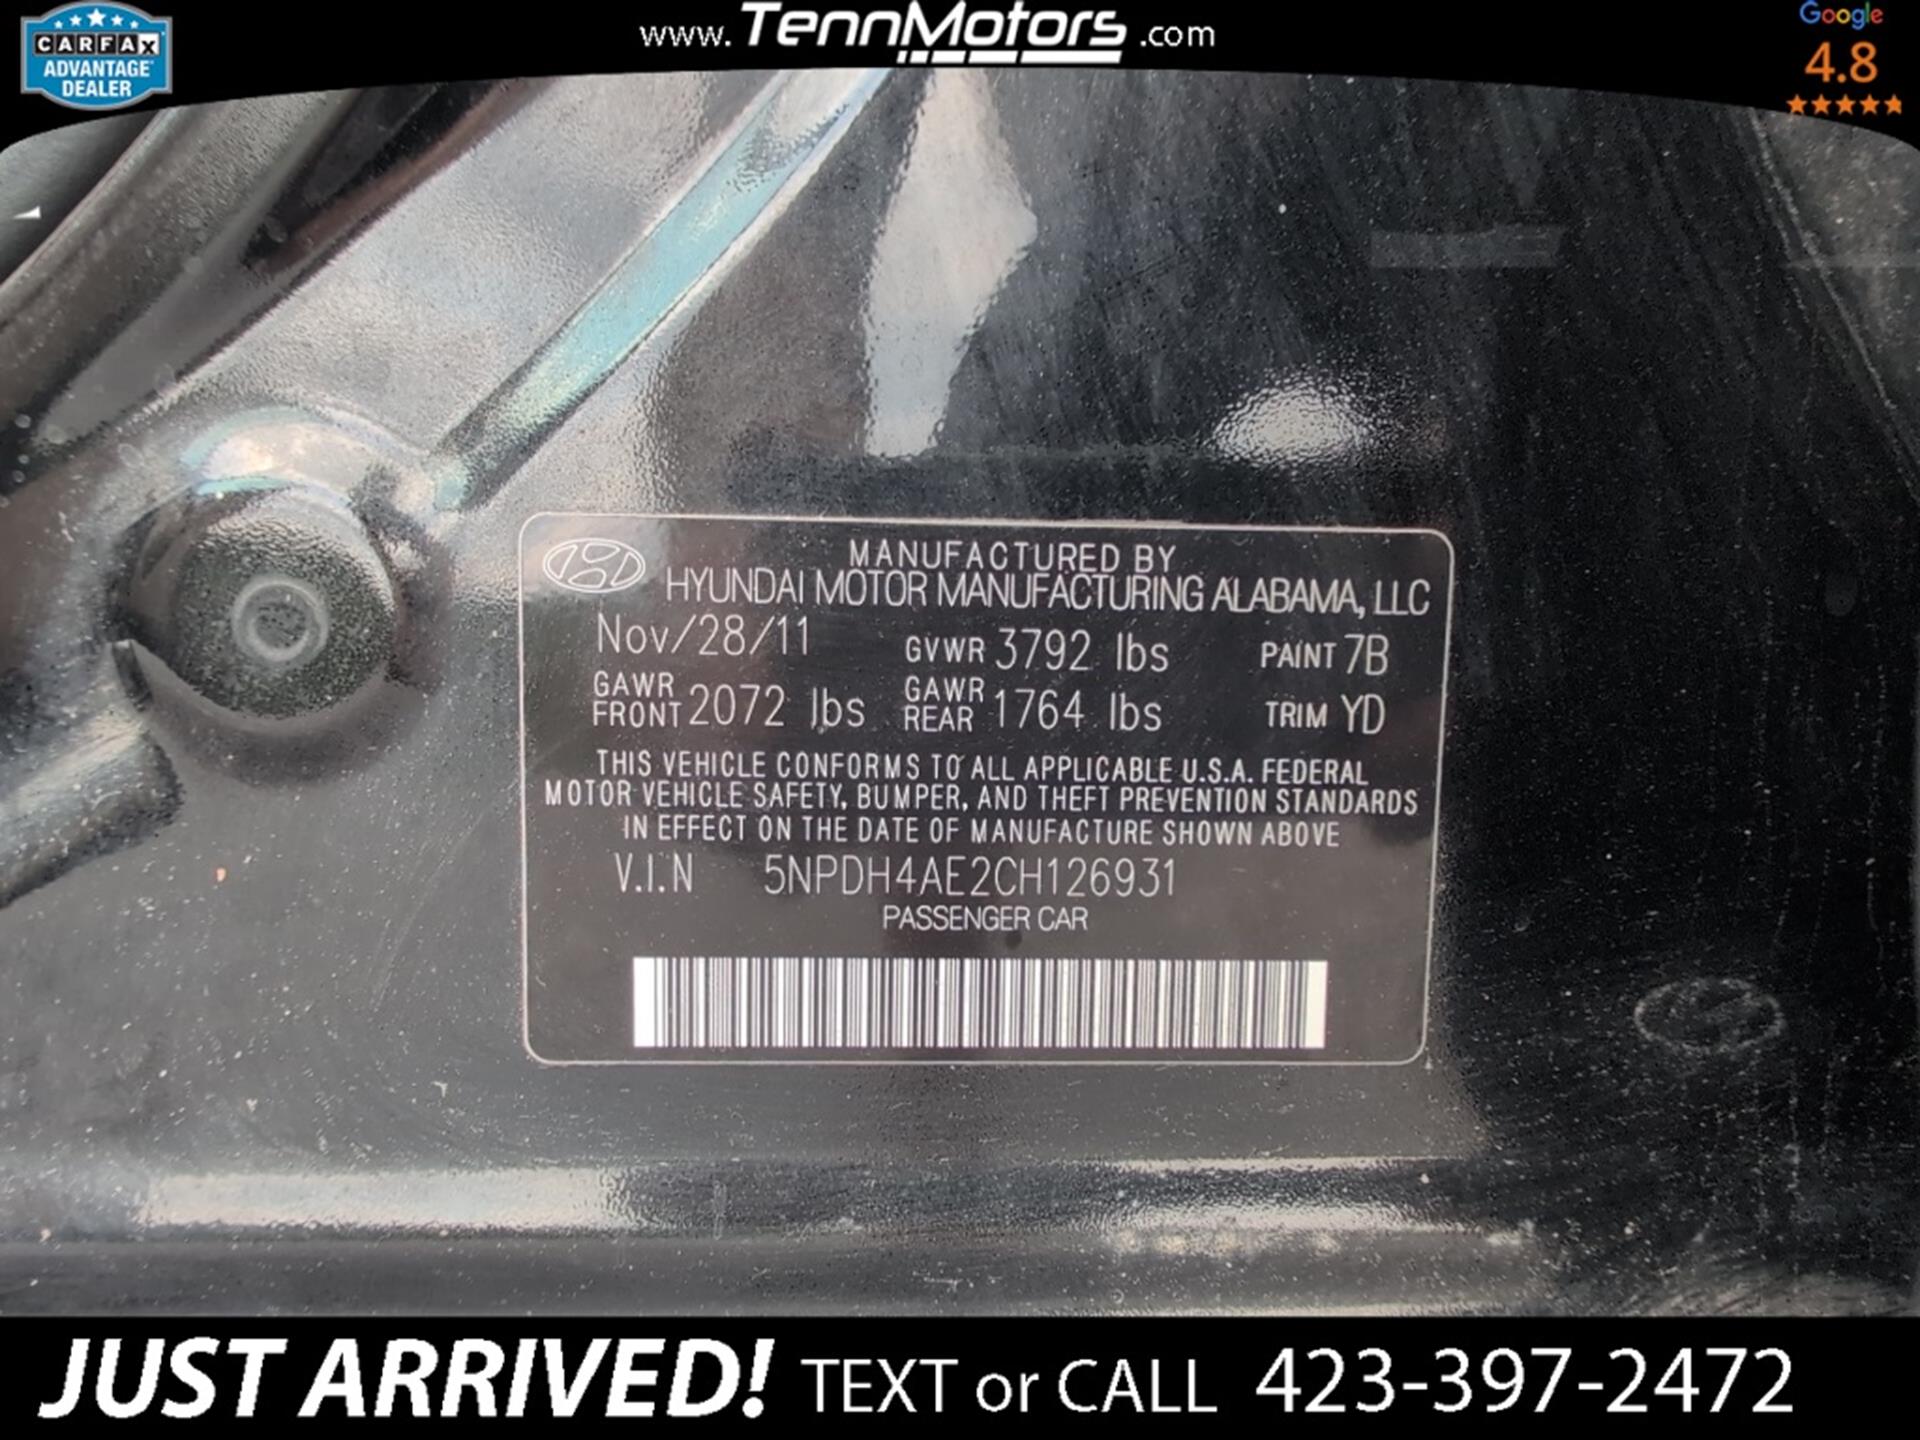 CARFAX
ADVANTAGE
DEALER
www.TennMotors.com
Google
4.8
MANUFACTURED BY
HYUNDAI MOTOR MANUFACTURING ALABAMA, LLC
Nov/28/11 GVWR 3792 lbs PAINT 7B
GAWR FRONT 2072 lbs GAWR REAR 1764 lbs TRIM YD
THIS VEHICLE CONFORMS TO ALL APPLICABLE U.S.A. FEDERAL
MOTOR VEHICLE SAFETY, BUMPER, AND THEFT PREVENTION STANDARDS
IN EFFECT ON THE DATE OF MANUFACTURE SHOWN ABOVE
V.I.N 5NPDH4AE2CH126931
PASSENGER CAR
JUST ARRIVED! TEXT or CALL 423-397-2472